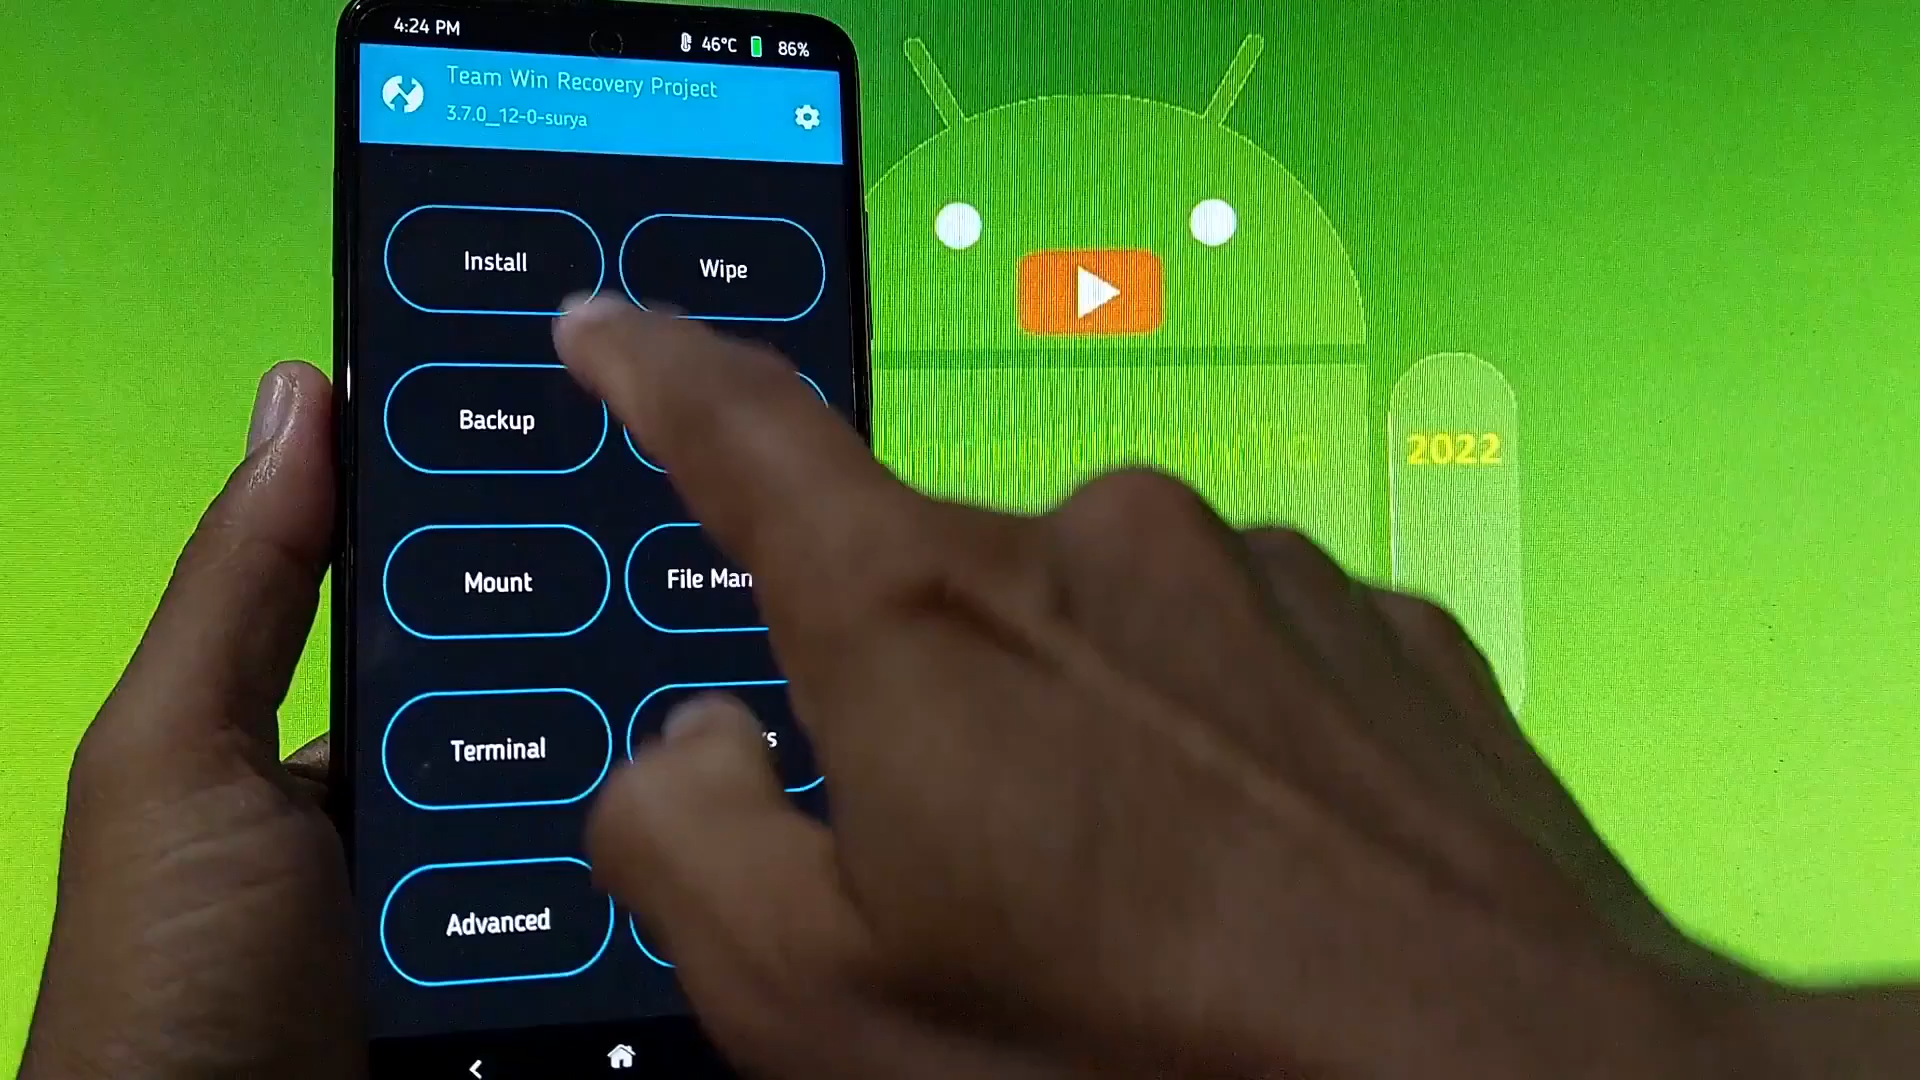 4:24 PM 46°C 86%
Team Win Recovery Project
3.7.0_12-0-surya
Install Wipe
Backup
Mount File Man
Terminal
Advanced
2022